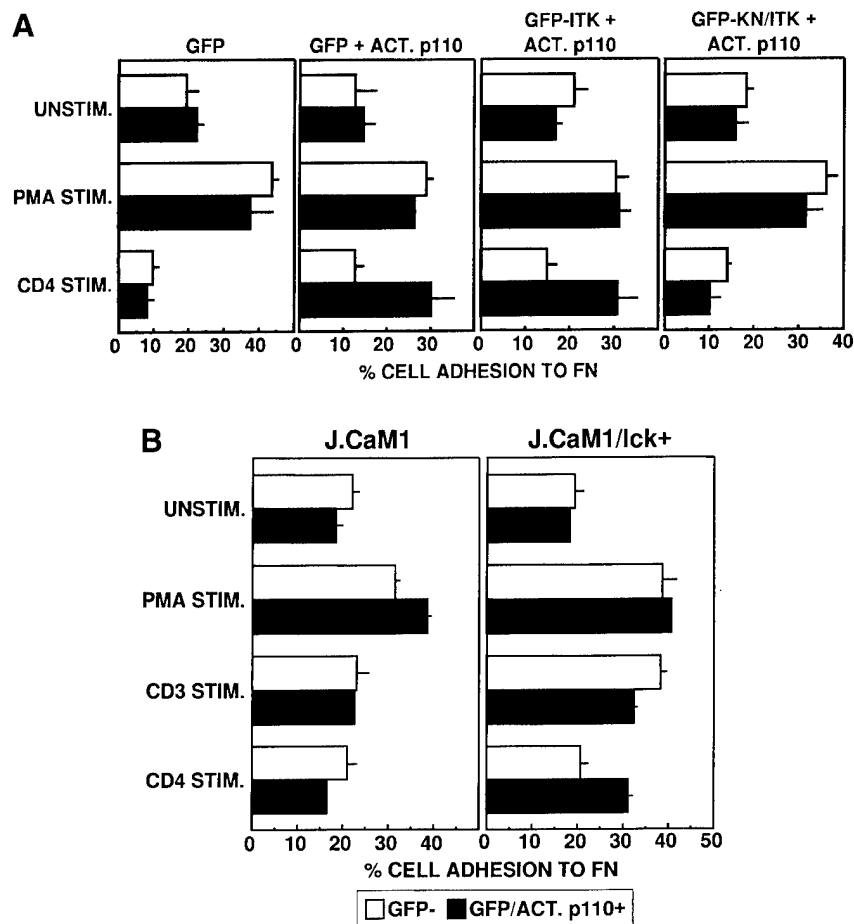 A
GFP
GFP + ACT. p110
GFP-ITK +
ACT. p110
GFP-KN/ITK +
ACT. p110
UNSTIM.
PMA STIM.
CD4 STIM.
0 10 20 30 40
0 10 20 30
0 10 20 30
0 10 20 30 40
% CELL ADHESION TO FN
B
J.CaM1
J.CaM1/lck+
UNSTIM.
PMA STIM.
CD3 STIM.
CD4 STIM.
0 10 20 30 40
0 10 20 30 40 50
% CELL ADHESION TO FN
GFP- GFP/ACT. p110+